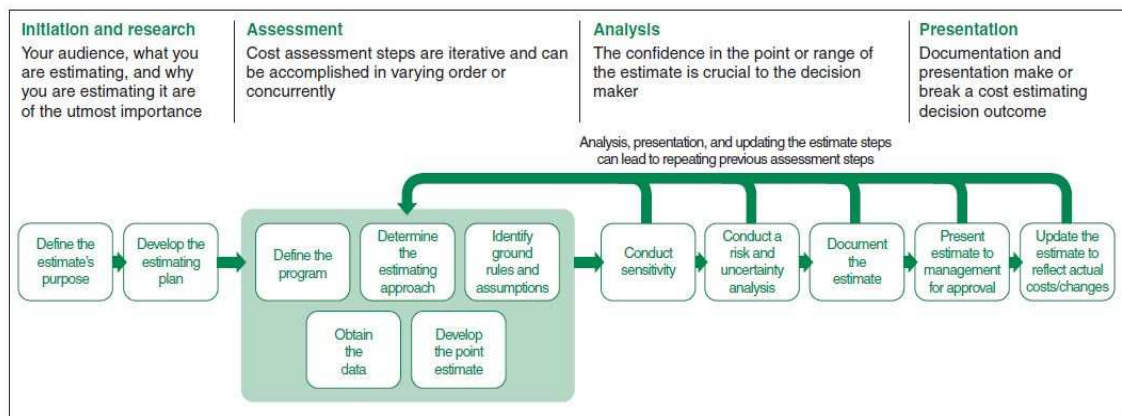 Initiation and research
Your audience, what you
are estimating, and why
you are estimating it are
of the utmost importance
Assessment
Cost assessment steps are iterative and can
be accomplished in varying order or
concurrently
Analysis
The confidence in the point or range of
the estimate is crucial to the decision
maker
Presentation
Documentation and
presentation make or
break a cost estimating
decision outcome
Analysis, presentation, and updating the estimate steps
can lead to repeating previous assessment steps
Define the
estimate's
purpose
Develop the
estimating
plan
Define the
program
Determine
the
estimating
approach
Identify
ground
rules and
assumptions
Obtain
the
data
Develop
the point
estimate
Conduct
sensitivity
Conduct a
risk and
uncertainty
analysis
Document
the
estimate
Present
estimate to
management
for approval
Update the
estimate to
reflect actual
costs/changes